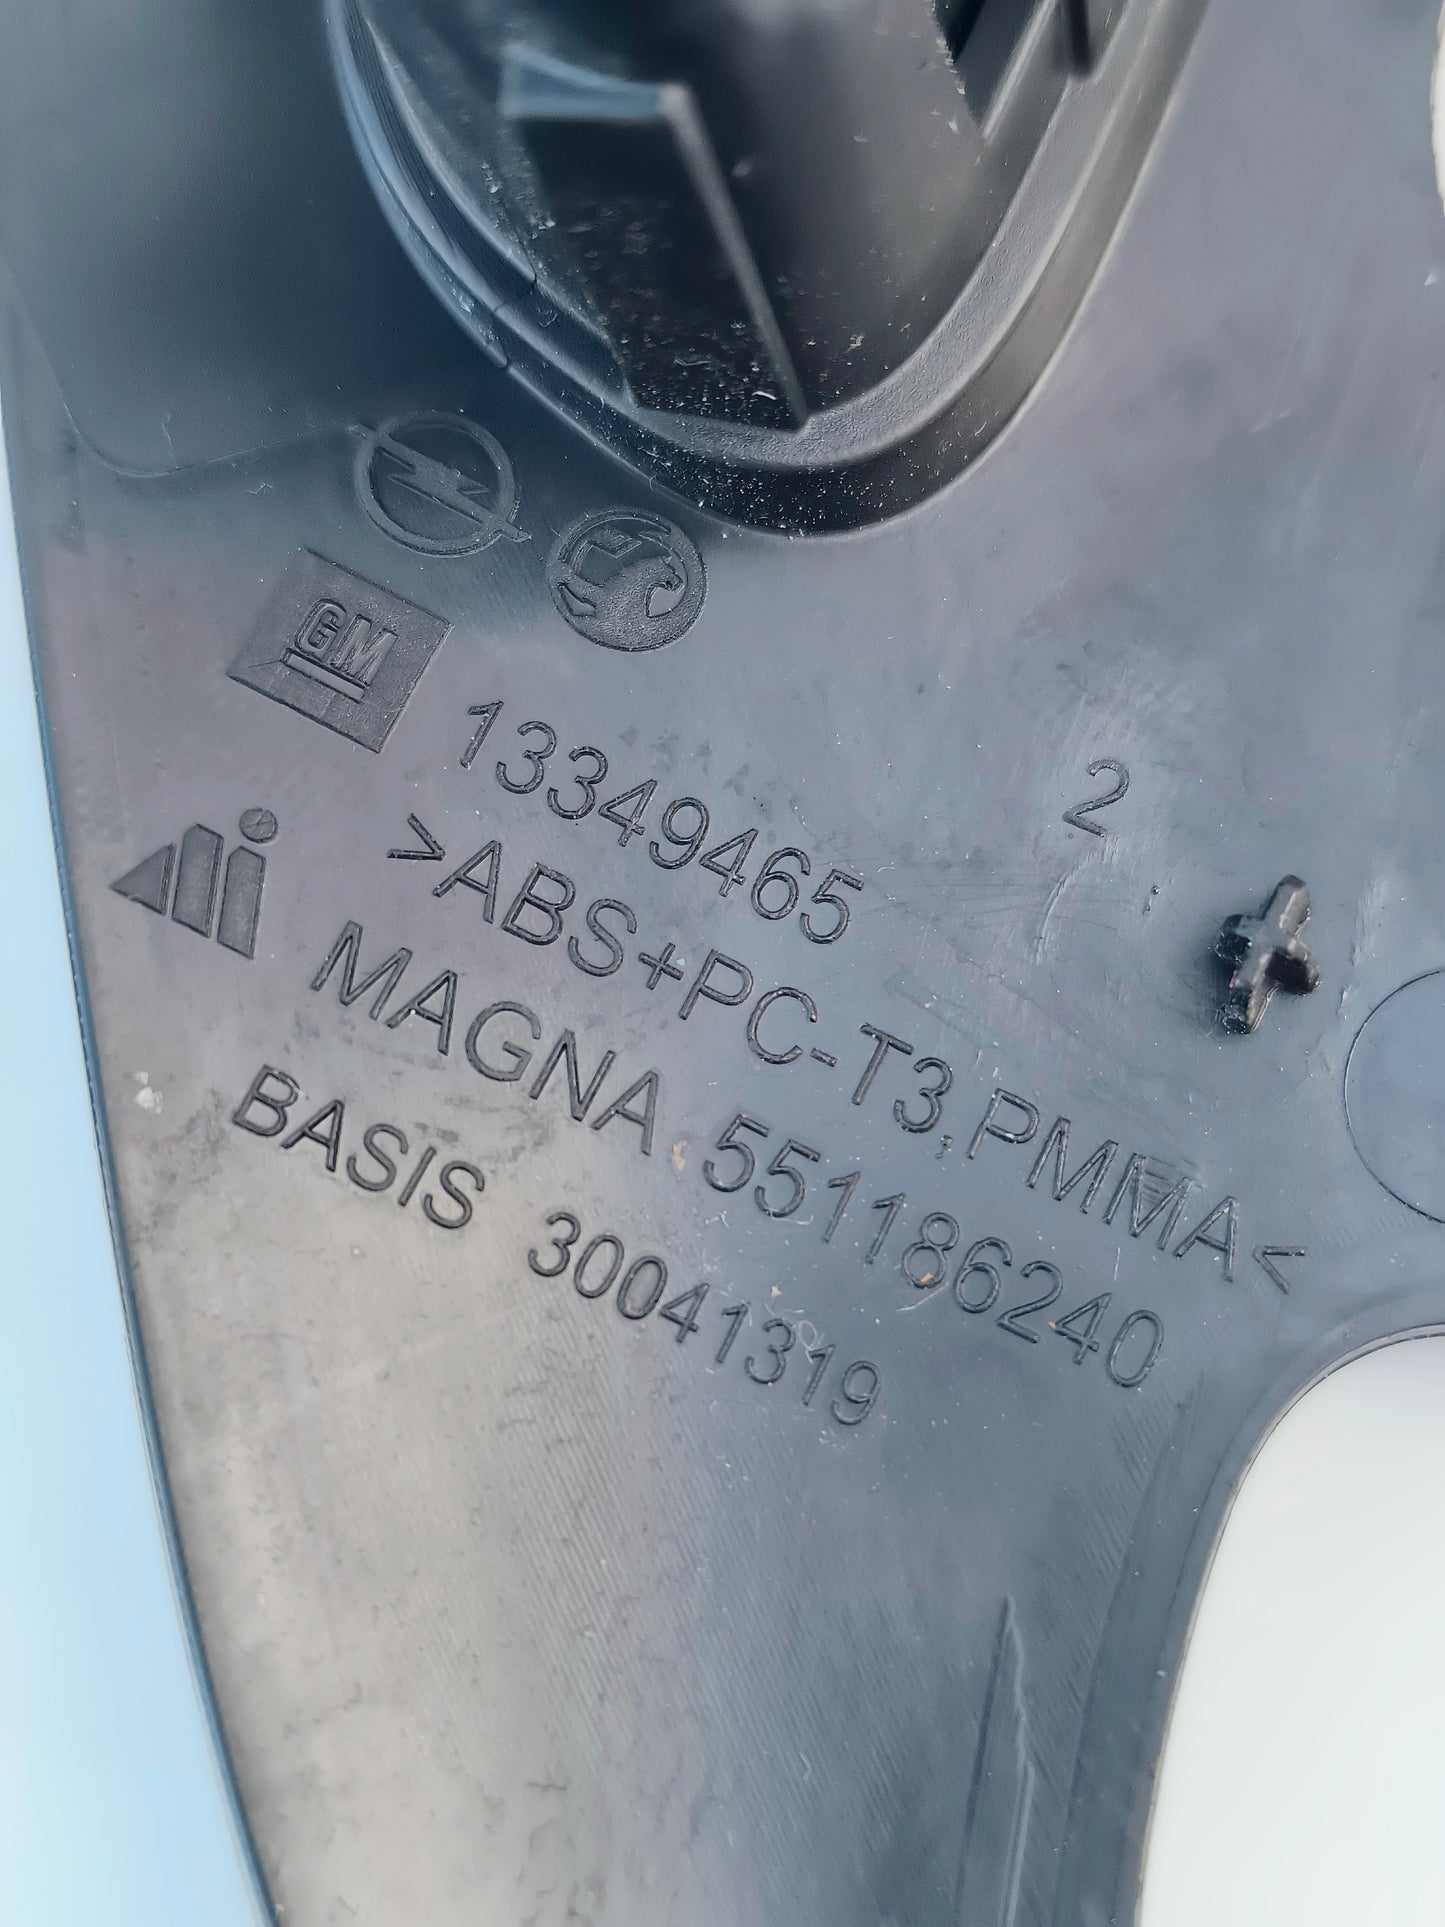 GM
13349465
2
>ABS+PC-T3,PMMA<
MAGNA 551186240
BASIS 30041319